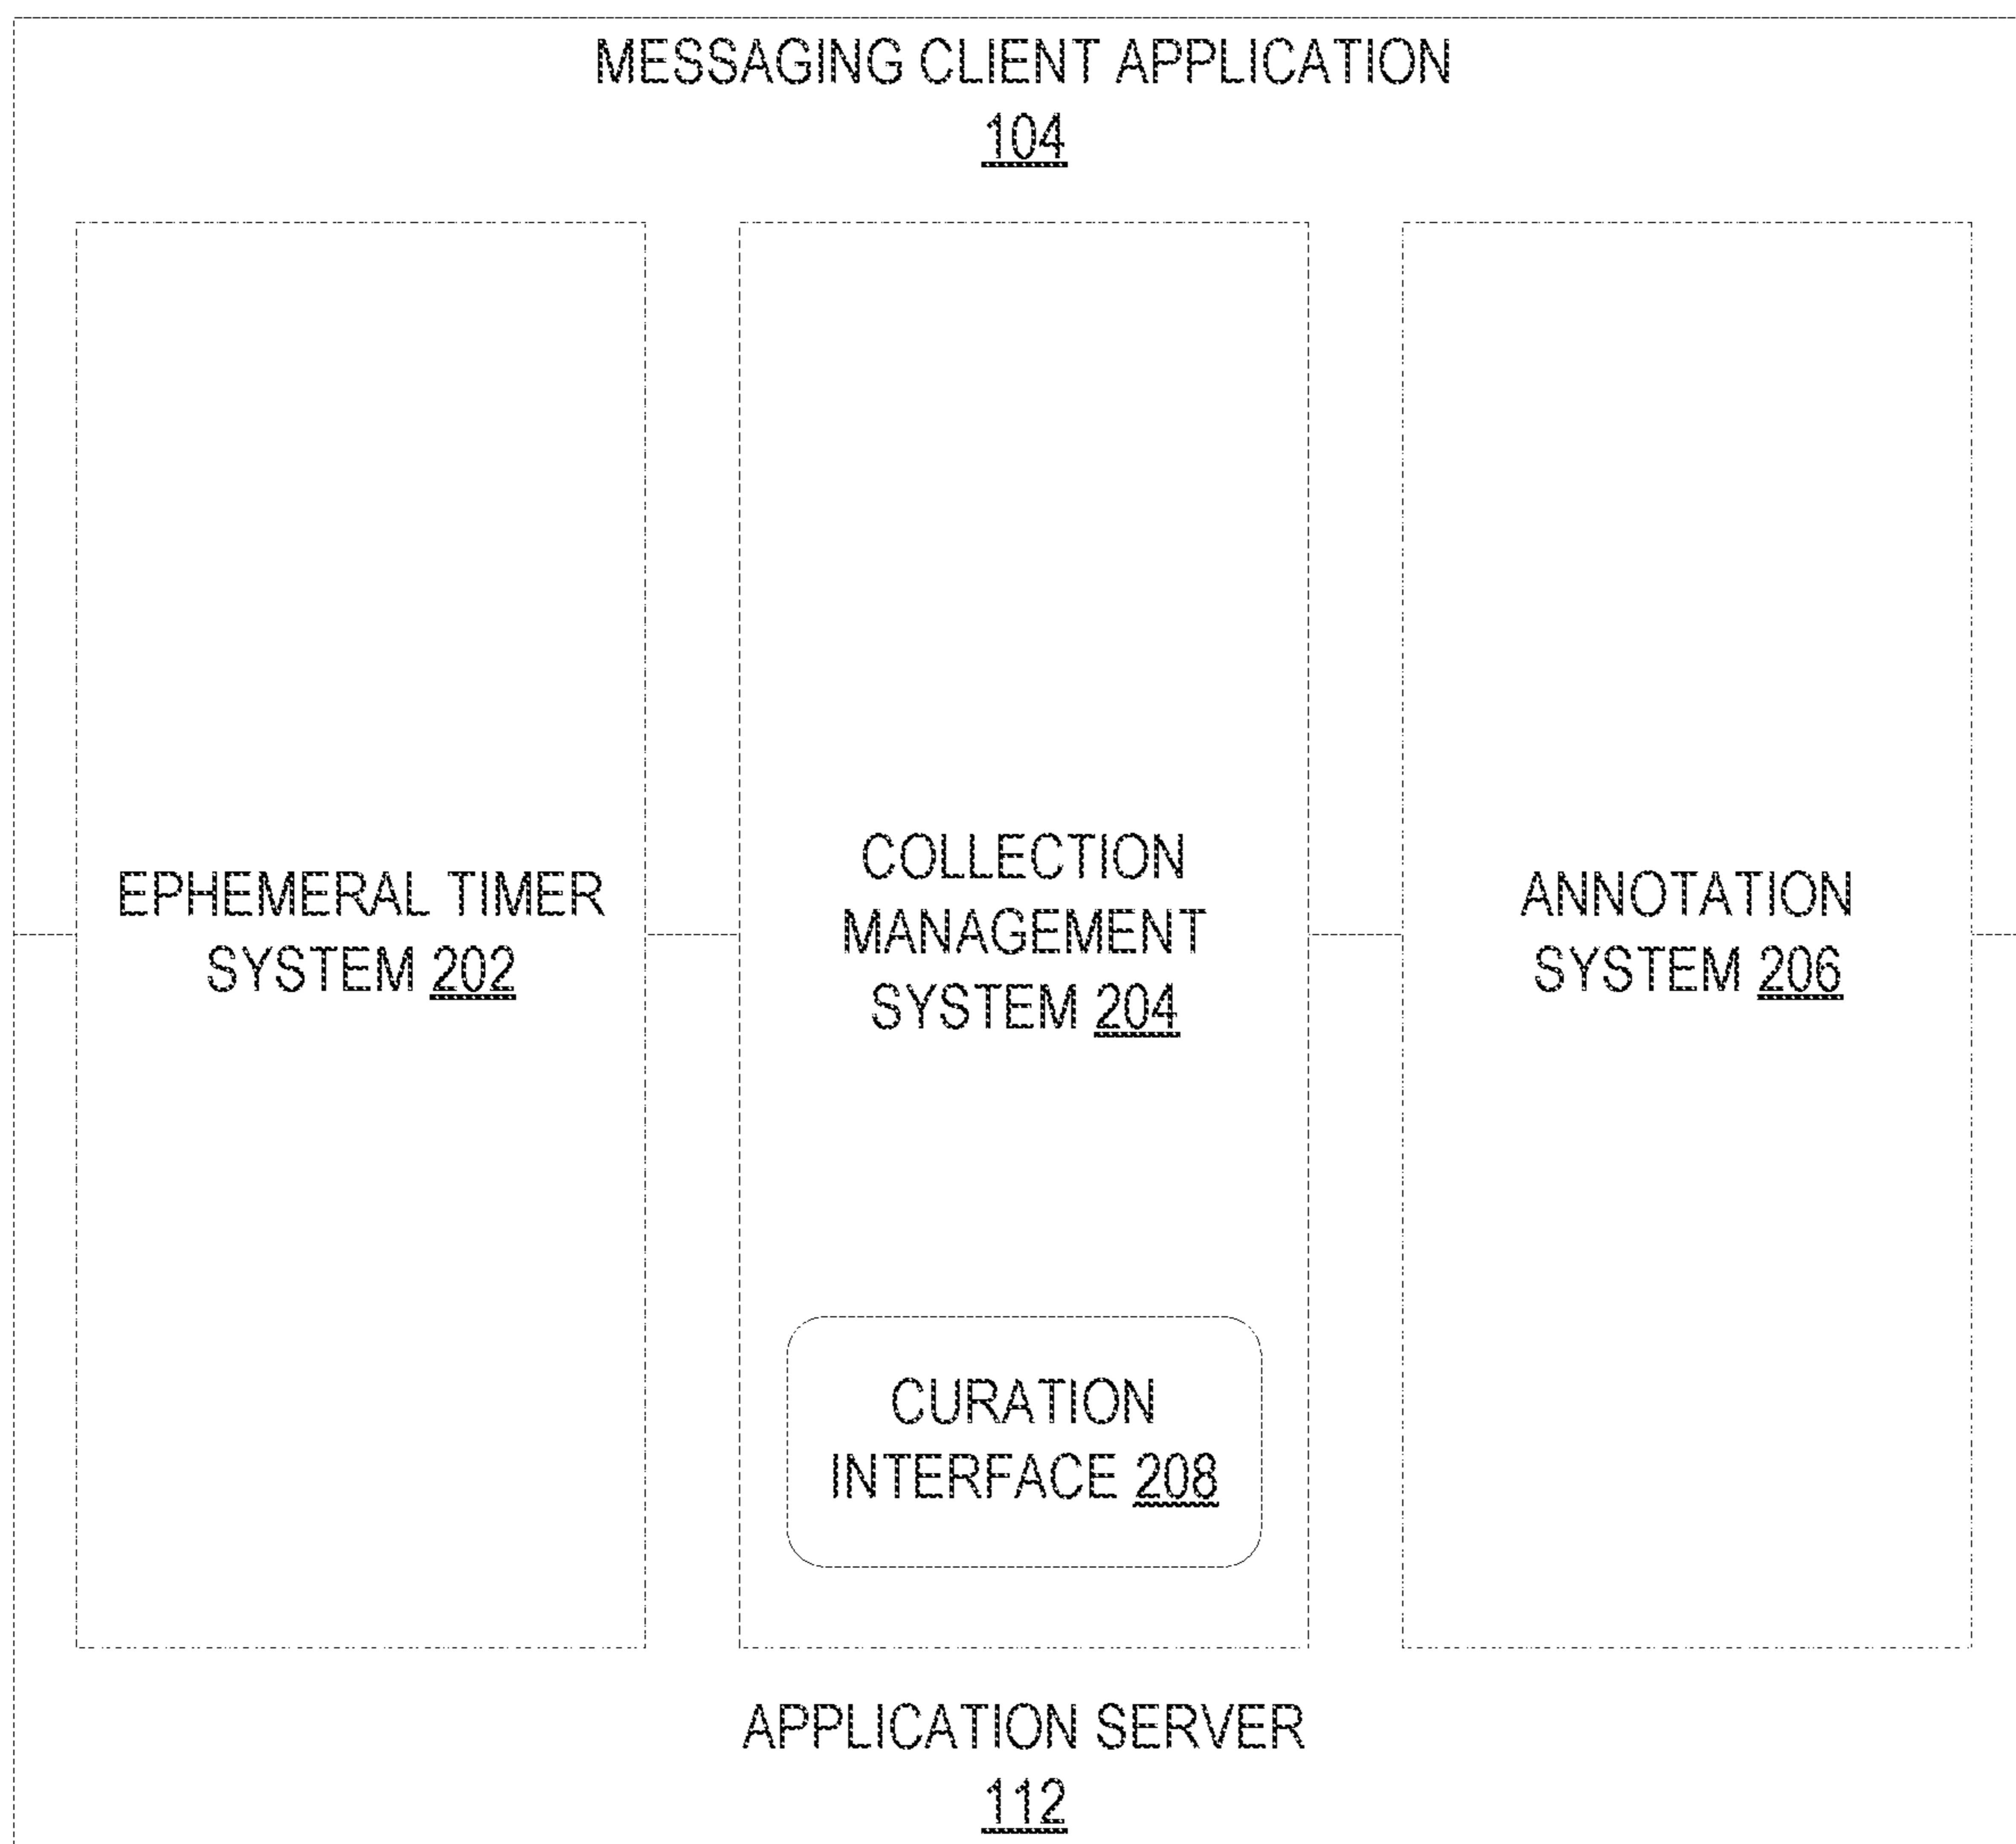 MESSAGING CLIENT APPLICATION
104
EPHEMERAL TIMER
SYSTEM 202
COLLECTION
MANAGEMENT
SYSTEM 204
ANNOTATION
SYSTEM 206
CURATION
INTERFACE 208
APPLICATION SERVER
112